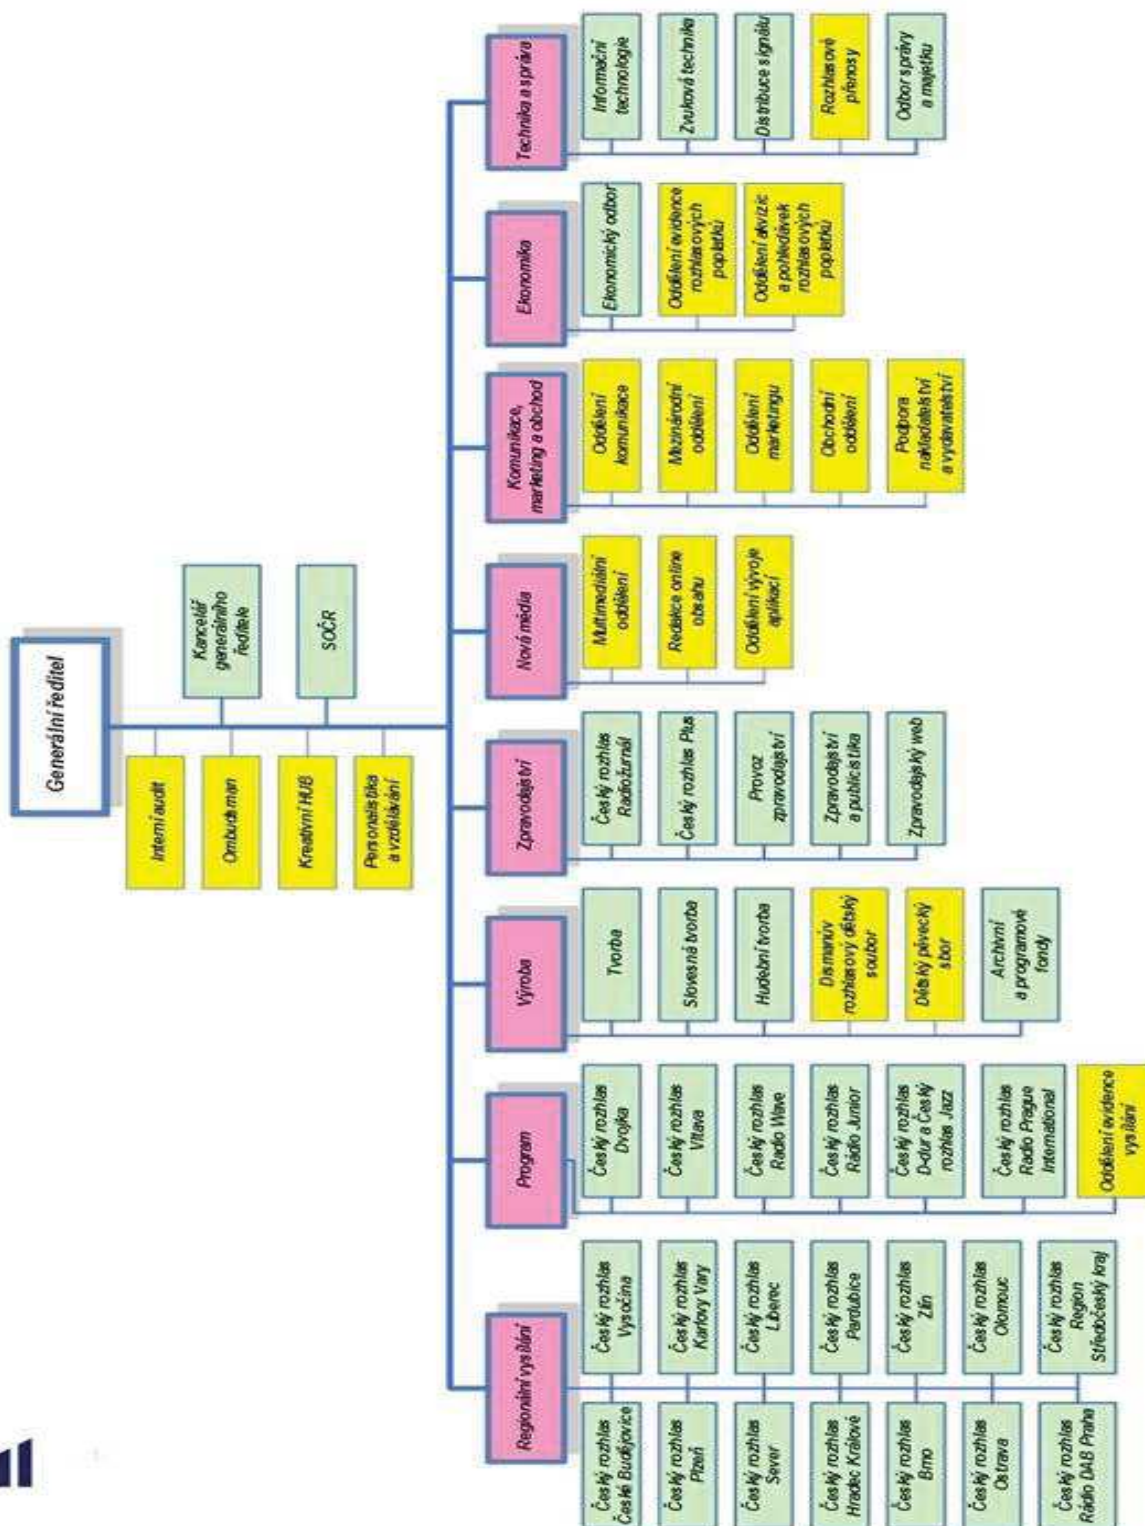 Generální ředitel
Interní audit
Ombudsman
Kreativní HUB
Personalistika
a vzdělávání
Kancelář
generálního
ředitele
SOČR
Regionální vysílání
Český rozhlas
České Budějovice
Český rozhlas
Plzeň
Český rozhlas
Sever
Český rozhlas
Hradec Králové
Český rozhlas
Brno
Český rozhlas
Ostrava
Český rozhlas
Rádio DAB Praha
Český rozhlas
Vysočina
Český rozhlas
Karlovy Vary
Český rozhlas
Liberec
Český rozhlas
Pardubice
Český rozhlas
Zlín
Český rozhlas
Olomouc
Český rozhlas
Region
Středočeský kraj
Program
Český rozhlas
Dvojka
Český rozhlas
Vltava
Český rozhlas
Radio Wave
Český rozhlas
Rádio Junior
Český rozhlas
D-dur a Český
rozhlas Jazz
Český rozhlas
Radio Prague
International
Oddělení evidence
vysílání
Výroba
Tvorba
Slovesná tvorba
Hudební tvorba
Dismanův
rozhlasový dětský
soubor
Dětský pěvecký
sbor
Archivní
a programové
fondy
Zpravodajství
Český rozhlas
Radiožurnál
Český rozhlas Plus
Provoz
zpravodajství
Zpravodajství
a publicistika
Zpravodajský web
Nová média
Multimediální
oddělení
Redakce online
obsahu
Oddělení vývoje
aplikací
Komunikace,
marketing a obchod
Oddělení
komunikace
Mezinárodní
oddělení
Oddělení
marketingu
Obchodní
oddělení
Podpora
nakladatelství
a vydavatelství
Ekonomika
Ekonomický odbor
Oddělení evidence
rozhlasových
poplatků
Oddělení akvizic
a pohledávek
rozhlasových
poplatků
Technika a správa
Informační
technologie
Zvuková technika
Distribuce signálu
Rozhlasové
přenosy
Odbor správy
a majetku